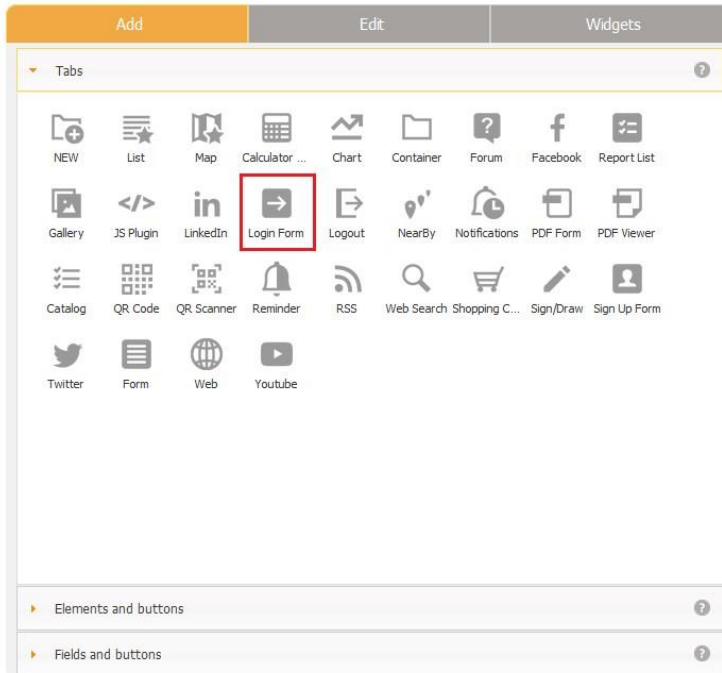 Add Edit Widgets
Tabs ?
NEW List Map Calculator ... Chart Container Forum Facebook Report List
Gallery JS Plugin LinkedIn Login Form Logout NearBy Notifications PDF Form PDF Viewer
Catalog QR Code QR Scanner Reminder RSS Web Search Shopping C... Sign/Draw Sign Up Form
Twitter Form Web Youtube
Elements and buttons ?
Fields and buttons ?